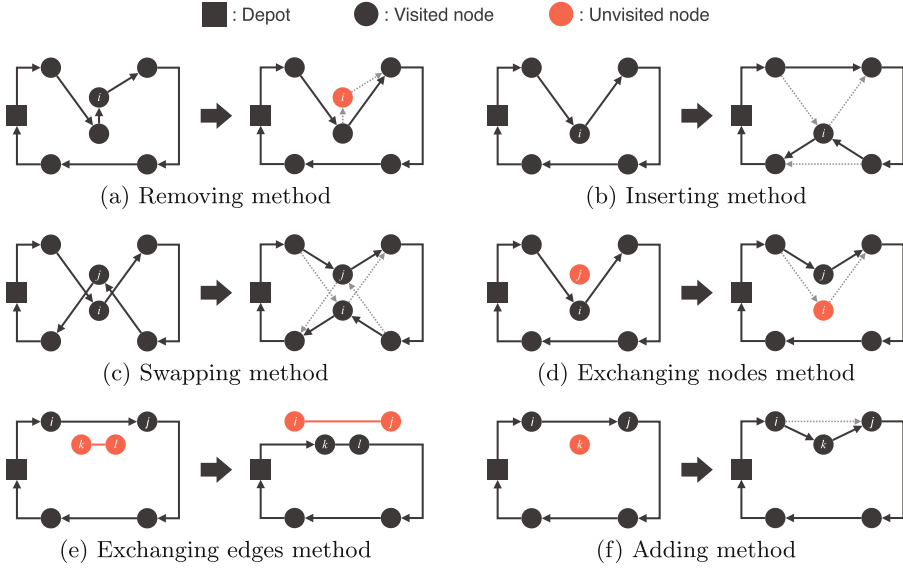 : Depot : Visited node : Unvisited node
i i i i
(a) Removing method (b) Inserting method
j i j i j i j i
(c) Swapping method (d) Exchanging nodes method
i j k l i j k l i j k i j k
(e) Exchanging edges method (f) Adding method